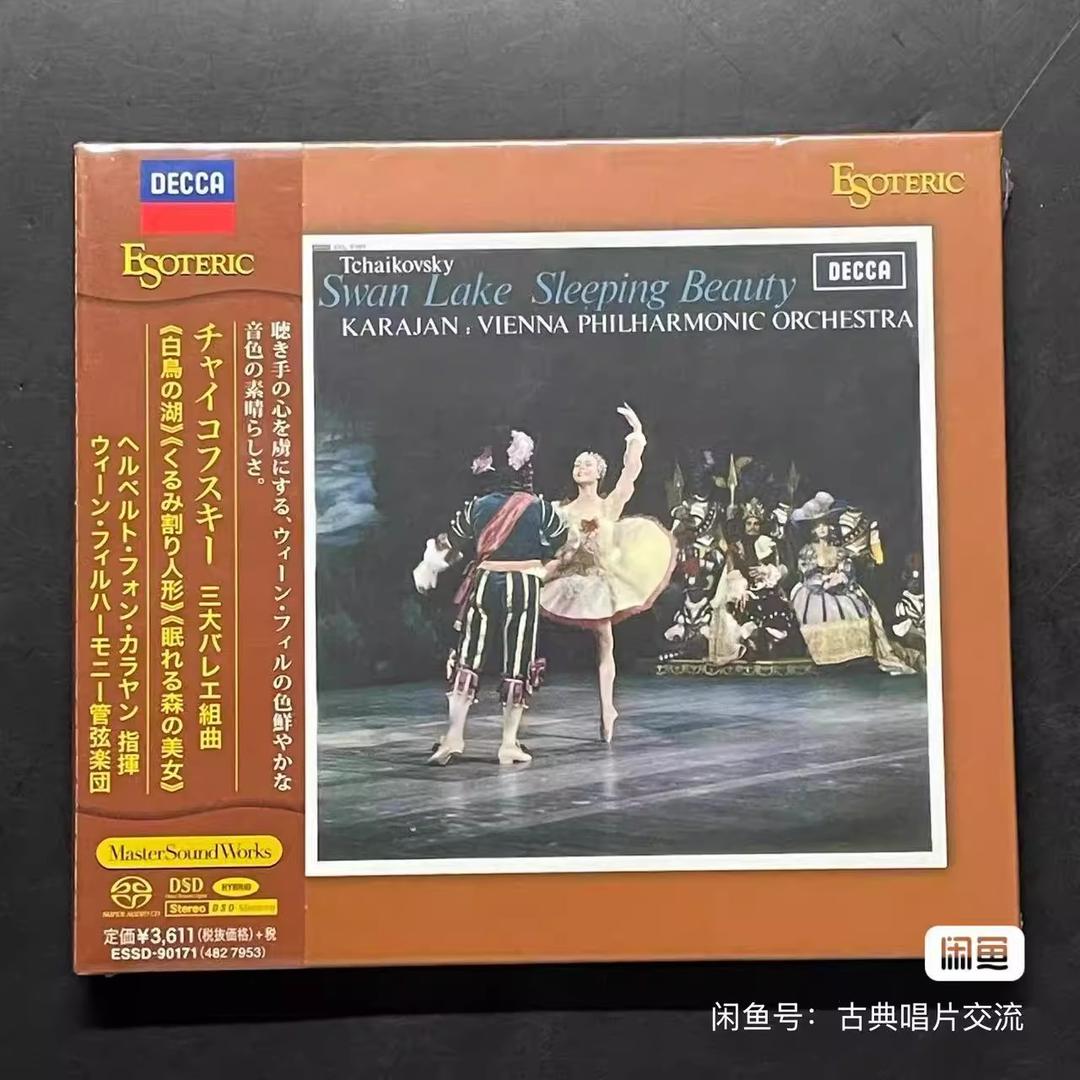 DECCA
ESOTERIC
聴き手の心を虜にする、ウィーン・フィルの色鮮やかな
音色の素晴らしさ。
チャイコフスキー 三大バレエ組曲
《白鳥の湖》《くるみ割り人形》《眠れる森の美女》
ヘルベルト・フォン・カラヤン 指揮
ウィーン・フィルハーモニー管弦楽団
MasterSoundWorks
SUPER AUDIO CD
DSD
HYBRID
Stereo DSD Mastering
定価¥3,611(税抜価格)+税
ESSD-90171(482 7953)
ESOTERIC
Tchaikovsky
Swan Lake Sleeping Beauty
DECCA
KARAJAN : VIENNA PHILHARMONIC ORCHESTRA
闲鱼
闲鱼号：古典唱片交流